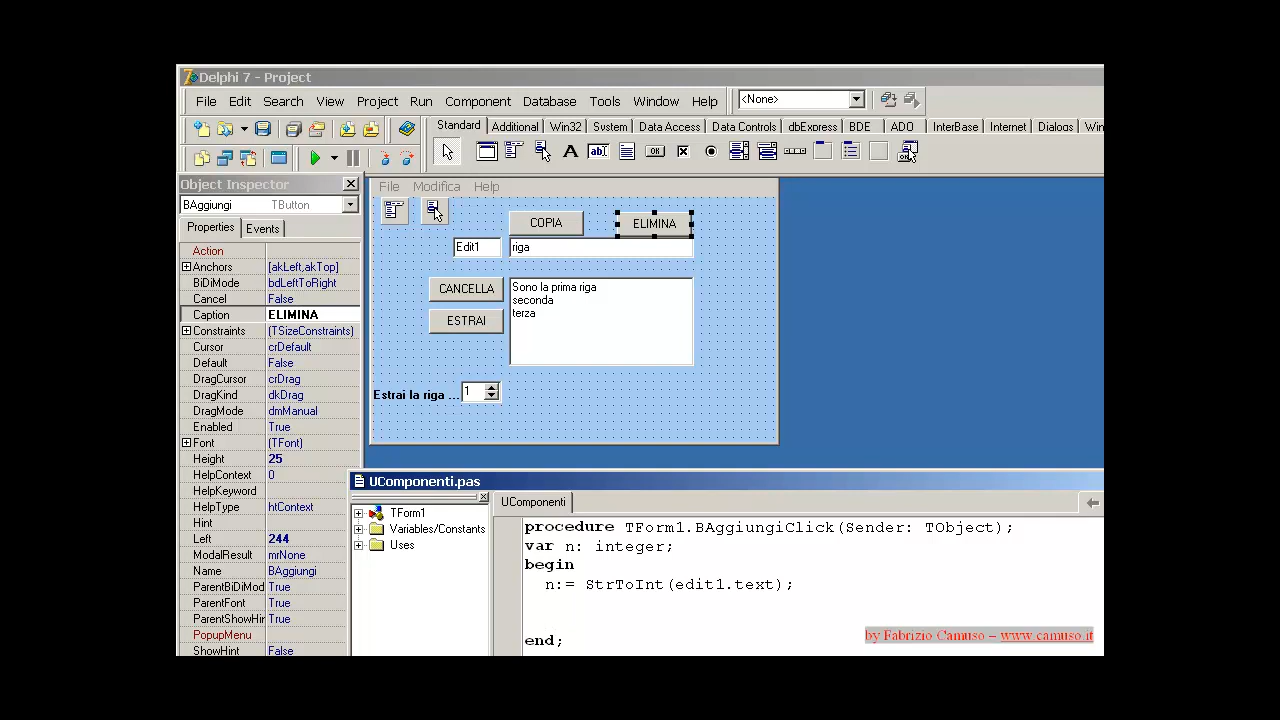 Delphi 7 - Project
File Edit Search View Project Run Component Database Tools Window Help
<None>
Standard Additional Win32 System Data Access Data Controls dbExpress BDE ADO InterBase Internet Dialogs Win
Object Inspector
BAggiungi TButton
Properties Events
Action
Anchors [akLeft,akTop]
BiDiMode bdLeftToRight
Cancel False
Caption ELIMINA
Constraints (TSizeConstraints)
Cursor crDefault
Default False
DragCursor crDrag
DragKind dkDrag
DragMode dmManual
Enabled True
Font (TFont)
Height 25
HelpContext 0
HelpKeyword
HelpType htContext
Hint
Left 244
ModalResult mrNone
Name BAggiungi
ParentBiDiMod True
ParentFont True
ParentShowHir True
PopupMenu
ShowHint False
File Modifica Help
COPIA ELIMINA
Edit1 riga
CANCELLA
ESTRAI
Sono la prima riga
seconda
terza
Estrai la riga ... 1
UComponenti.pas
TForm1
Variables/Constants
Uses
UComponenti
procedure TForm1.BAggiungiClick(Sender: TObject);
var n: integer;
begin
n:= StrToInt(edit1.text);
end;
by Fabrizio Camuso – www.camuso.it